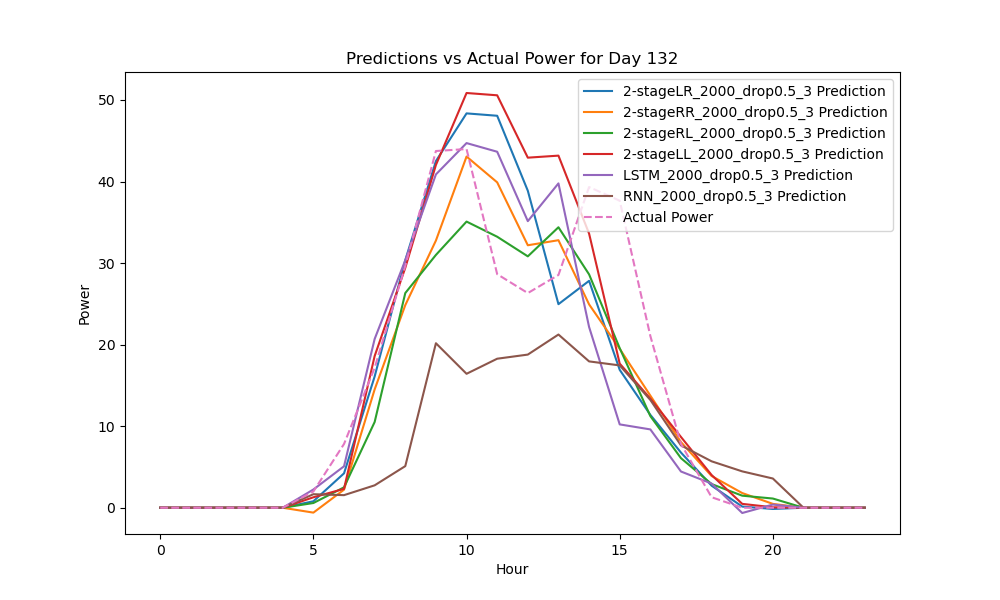 Predictions vs Actual Power for Day 132
2-stageLR_2000_drop0.5_3 Prediction
2-stageRR_2000_drop0.5_3 Prediction
2-stageRL_2000_drop0.5_3 Prediction
2-stageLL_2000_drop0.5_3 Prediction
LSTM_2000_drop0.5_3 Prediction
RNN_2000_drop0.5_3 Prediction
Actual Power
50
40
30
20
10
0
Power
0 5 10 15 20
Hour